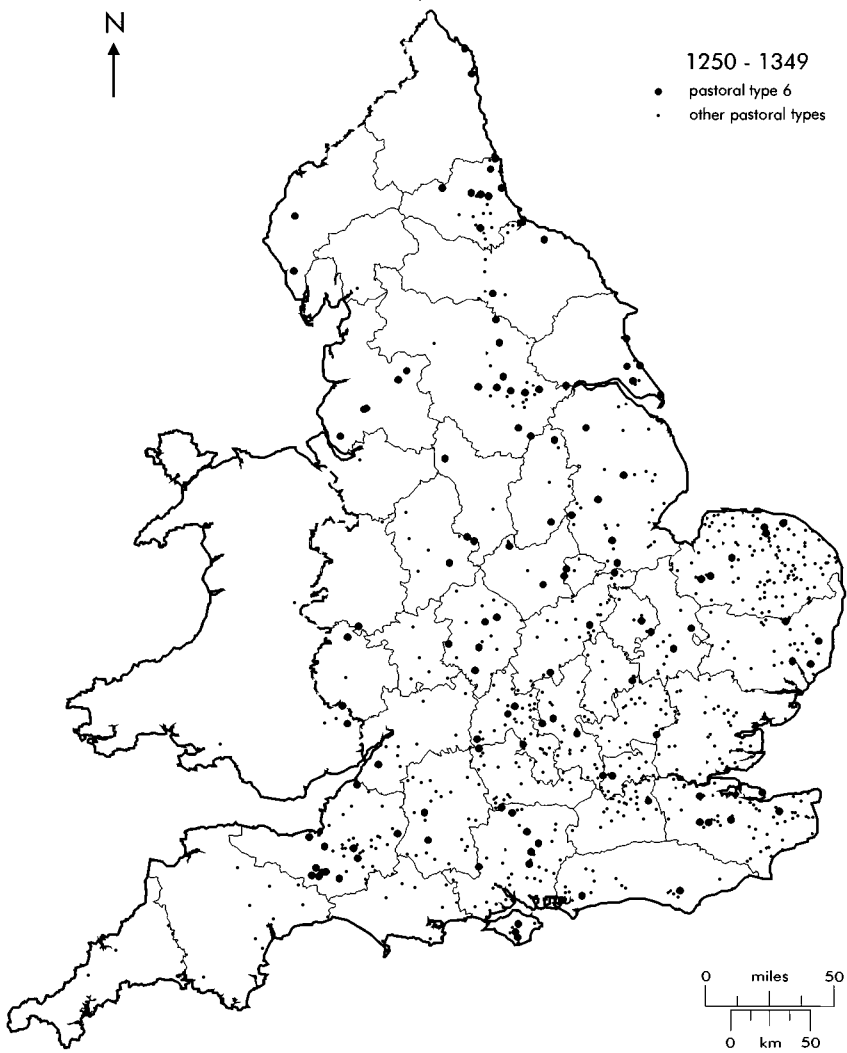 N
1250 - 1349
pastoral type 6
other pastoral types
0 miles 50
0 km 50